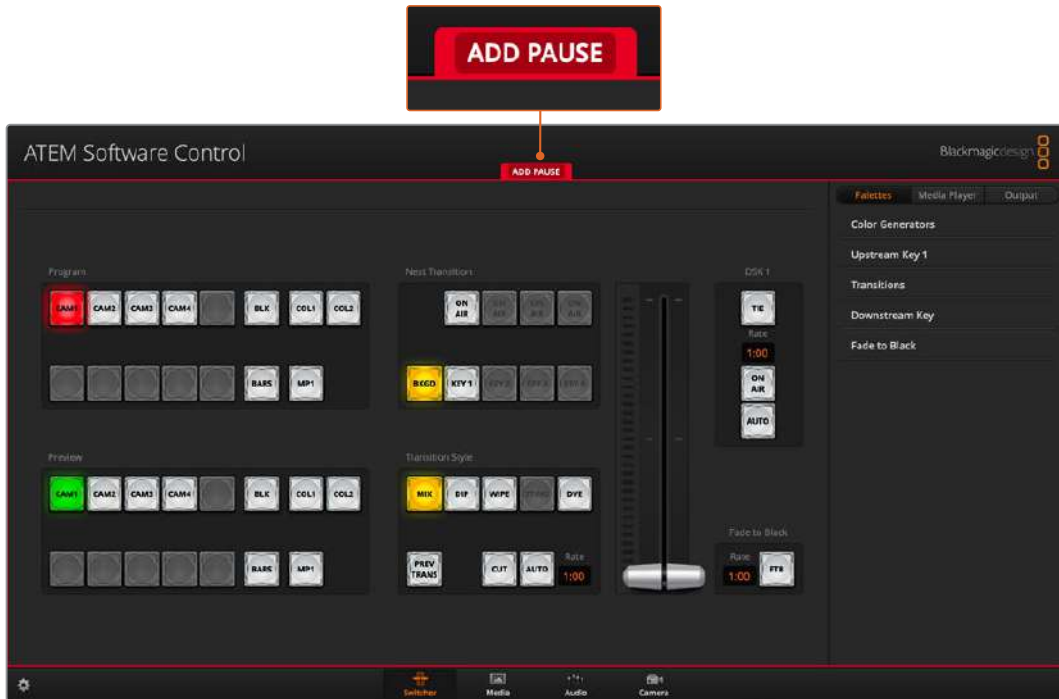 ADD PAUSE
ATEM Software Control
Blackmagicdesign
ADD PAUSE
Palettes Media Player Output
Color Generators
Upstream Key 1
Transitions
Downstream Key
Fade to Black
Program
CAM1 CAM2 CAM3 CAM4 BLK COL1 COL2
BARS MP1
Next Transition
ON AIR
BKGD KEY 1
DSK 1
TIE
Rate
1:00
ON AIR
AUTO
Preview
CAM1 CAM2 CAM3 CAM4 BLK COL1 COL2
BARS MP1
Transition Style
MIX DIP WIPE STING DVE
PREV TRANS CUT AUTO Rate 1:00
Fade to Black
Rate
1:00 FTB
Switcher Media Audio Camera